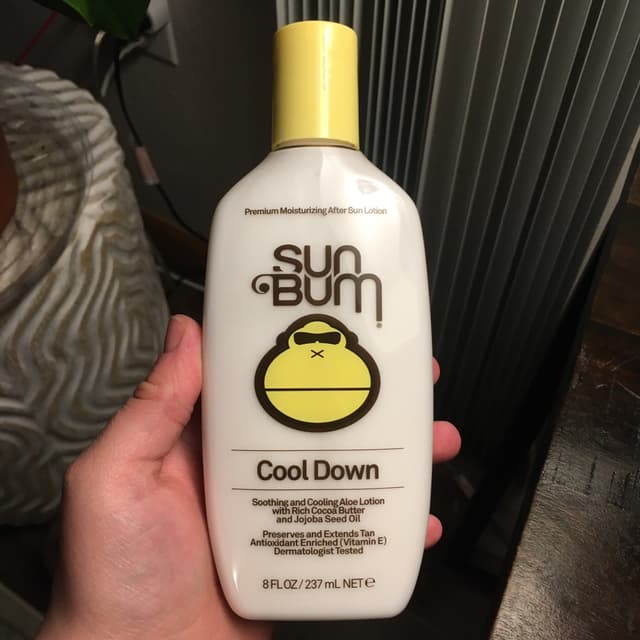 Premium Moisturizing After Sun Lotion
SUN
BUM
Cool Down
Soothing and Cooling Aloe Lotion
with Rich Cocoa Butter
and Jojoba Seed Oil
Preserves and Extends Tan
Antioxidant Enriched (Vitamin E)
Dermatologist Tested
8 FL OZ / 237 mL NET ℮